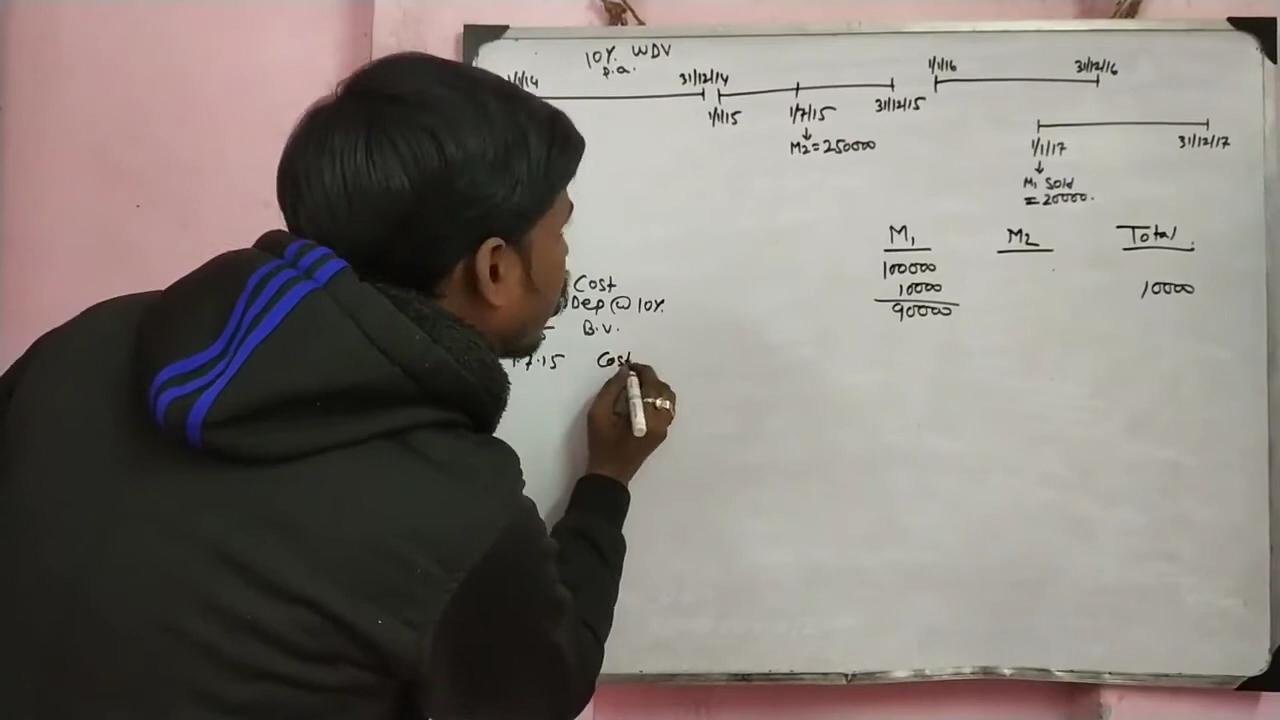 10% WDV
p.a.
1/1/14
31/12/14
1/1/15
1/7/15
31/12/15
M2 = 250000
1/1/16
31/12/16
1/1/17
31/12/17
M1 Sold
= 20000.
M1 M2 Total.
Cost 100000
Dep @ 10% 10000 10000
B.V. 90000
1.7.15 Cost